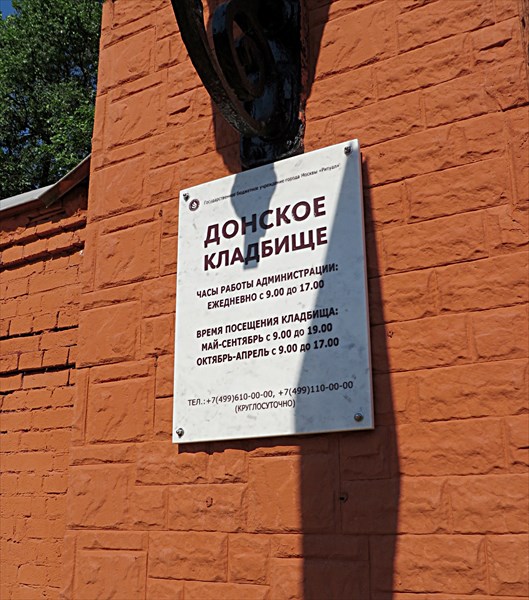 Государственное бюджетное учреждение города Москвы «Ритуал»
ДОНСКОЕ
КЛАДБИЩЕ
ЧАСЫ РАБОТЫ АДМИНИСТРАЦИИ:
ЕЖЕДНЕВНО С 9.00 ДО 17.00
ВРЕМЯ ПОСЕЩЕНИЯ КЛАДБИЩА:
МАЙ-СЕНТЯБРЬ С 9.00 ДО 19.00
ОКТЯБРЬ-АПРЕЛЬ С 9.00 ДО 17.00
ТЕЛ.:+7(499)610-00-00, +7(499)110-00-00
(КРУГЛОСУТОЧНО)